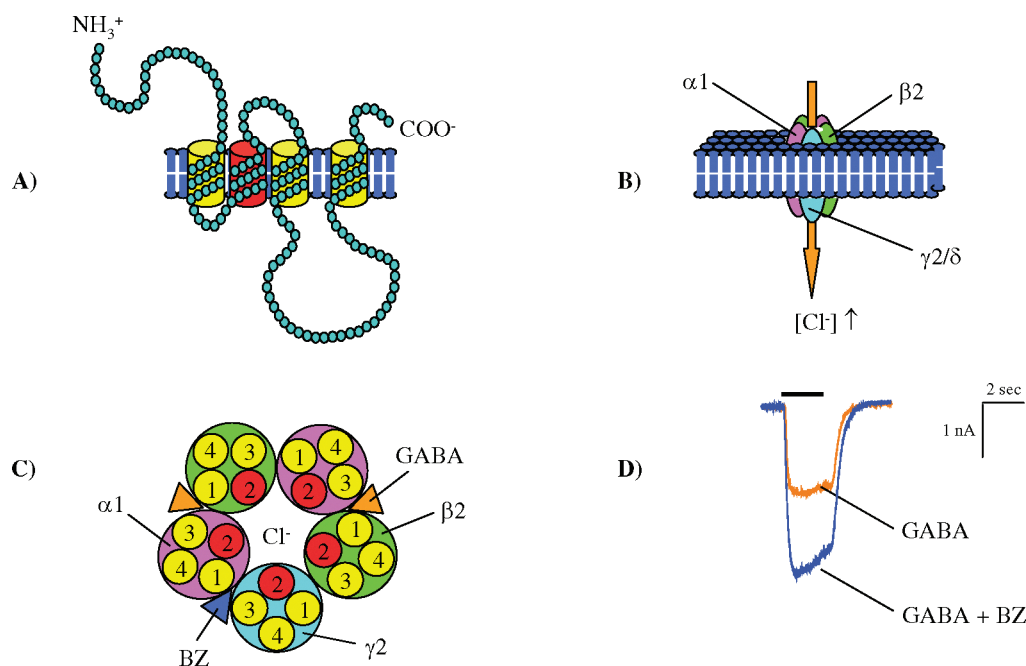 NH₃⁺
COO⁻
A)
α1
β2
B)
γ2/δ
[Cl⁻] ↑
C)
4
3
1
2
1
4
2
3
GABA
α1
β2
3
2
4
1
Cl⁻
1
2
4
3
2
3
1
4
BZ
γ2
D)
2 sec
1 nA
GABA
GABA + BZ